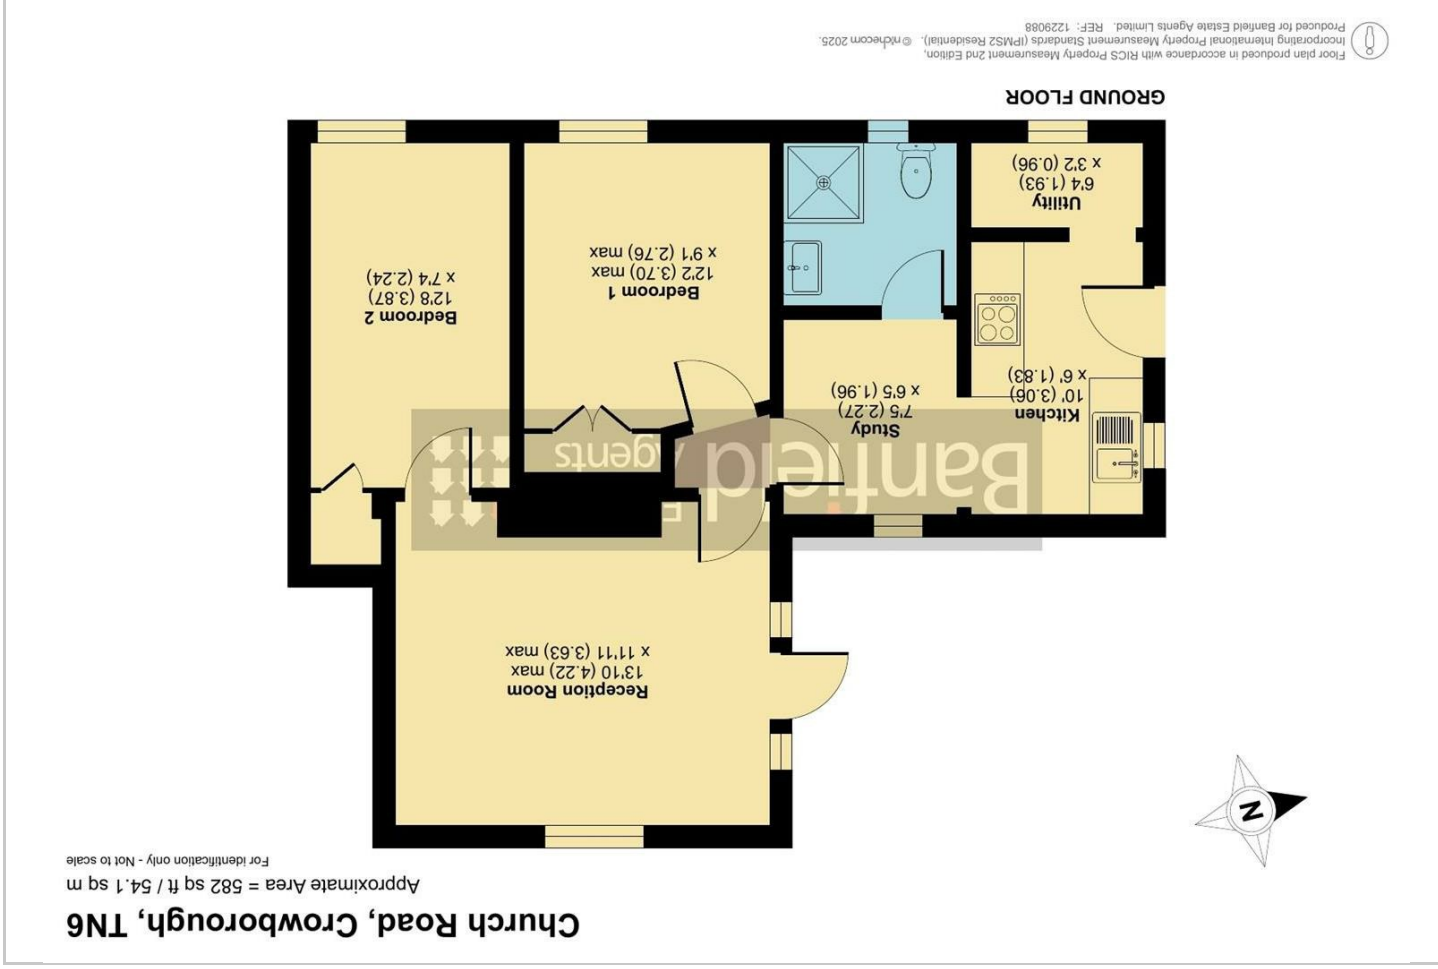 Church Road, Crowborough, TN6
Approximate Area = 582 sq ft / 54.1 sq m
For identification only - Not to scale
N
Reception Room
13'10 (4.22) max
x 11'11 (3.63) max
Kitchen
10' (3.06)
x 6' (1.83)
Study
7'5 (2.27)
x 6'5 (1.96)
Bedroom 2
12'8 (3.87)
x 7'4 (2.24)
Bedroom 1
12'2 (3.70) max
x 9'1 (2.76) max
Utility
6'4 (1.93)
x 3'2 (0.96)
Banfield
E
Agents
GROUND FLOOR
Floor plan produced in accordance with RICS Property Measurement 2nd Edition,
Incorporating International Property Measurement Standards (IPMS2 Residential). © nichecom 2025.
Produced for Banfield Estate Agents Limited. REF: 1229088